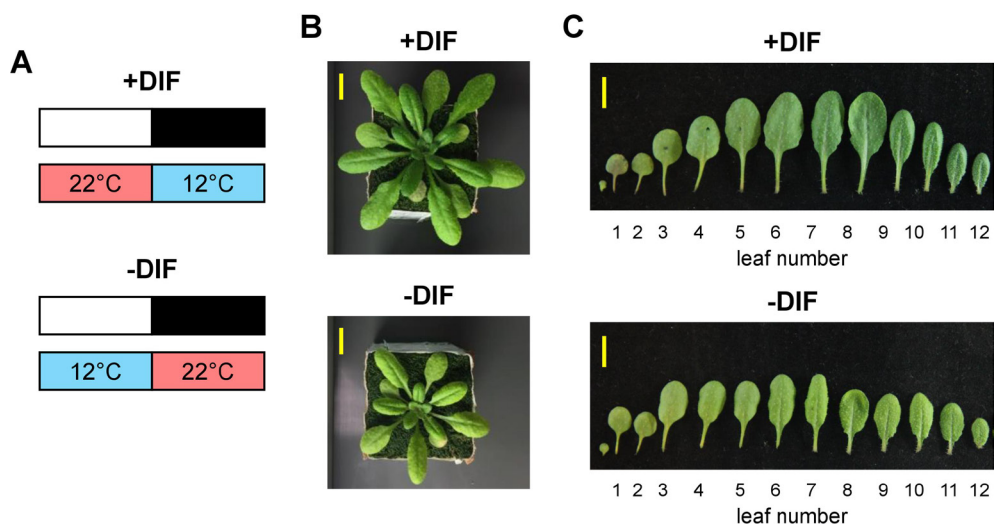 A
+DIF
22°C 12°C
-DIF
12°C 22°C
B
+DIF
-DIF
C
+DIF
1 2 3 4 5 6 7 8 9 10 11 12
leaf number
-DIF
1 2 3 4 5 6 7 8 9 10 11 12
leaf number